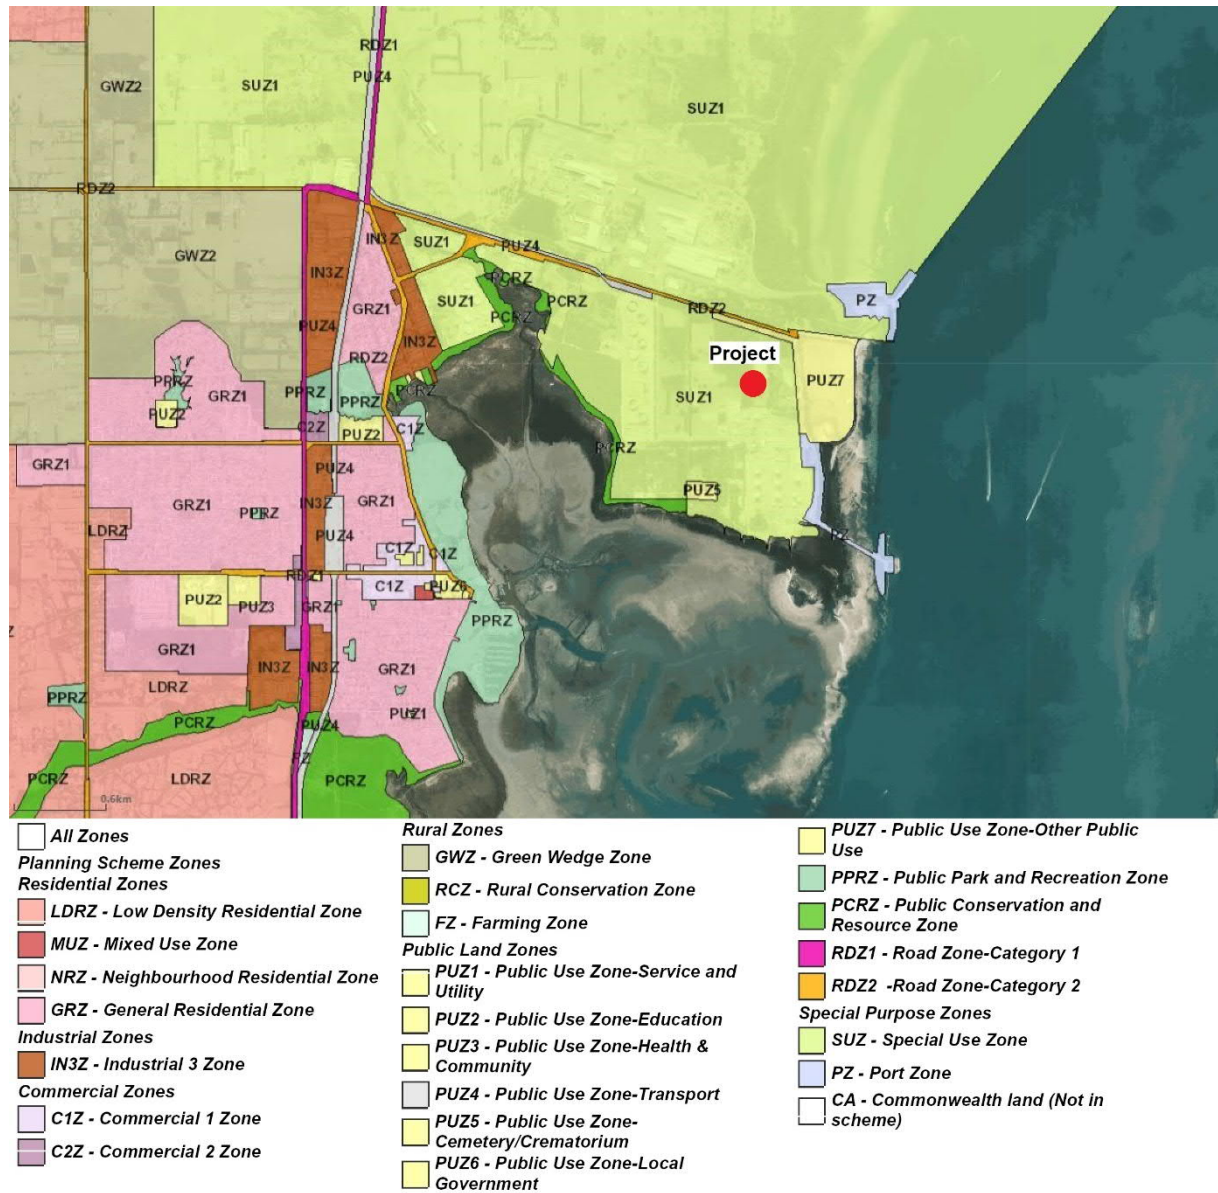 RDZ1
PUZ4
GWZ2
SUZ1
SUZ1
RDZ2
IN3Z
SUZ1
PUZ4
GWZ2
IN3Z
PCRZ
PZ
SUZ1
PCRZ
GRZ1
PCRZ
RDZ2
PUZ4
IN3Z
RDZ2
Project
PPRZ
PUZ7
PPRZ
PCRZ
GRZ1
SUZ1
PPRZ
PUZ2
C2Z
PUZ2
C1Z
PCRZ
GRZ1
PUZ4
PUZ5
GRZ1
IN3Z
GRZ1
PPRZ
LDRZ
PUZ4
C1Z
C1Z
RDZ1
C1Z
PUZ6
PUZ2
PUZ3
GRZ1
PPRZ
GRZ1
IN3Z
IN3Z
GRZ1
LDRZ
PPRZ
PUZ1
PCRZ
PUZ4
PCRZ
LDRZ
PCRZ
0.6km
All Zones
Planning Scheme Zones
Residential Zones
LDRZ - Low Density Residential Zone
MUZ - Mixed Use Zone
NRZ - Neighbourhood Residential Zone
GRZ - General Residential Zone
Industrial Zones
IN3Z - Industrial 3 Zone
Commercial Zones
C1Z - Commercial 1 Zone
C2Z - Commercial 2 Zone
Rural Zones
GWZ - Green Wedge Zone
RCZ - Rural Conservation Zone
FZ - Farming Zone
Public Land Zones
PUZ1 - Public Use Zone-Service and
Utility
PUZ2 - Public Use Zone-Education
PUZ3 - Public Use Zone-Health &
Community
PUZ4 - Public Use Zone-Transport
PUZ5 - Public Use Zone-
Cemetery/Crematorium
PUZ6 - Public Use Zone-Local
Government
PUZ7 - Public Use Zone-Other Public
Use
PPRZ - Public Park and Recreation Zone
PCRZ - Public Conservation and
Resource Zone
RDZ1 - Road Zone-Category 1
RDZ2 -Road Zone-Category 2
Special Purpose Zones
SUZ - Special Use Zone
PZ - Port Zone
CA - Commonwealth land (Not in
scheme)